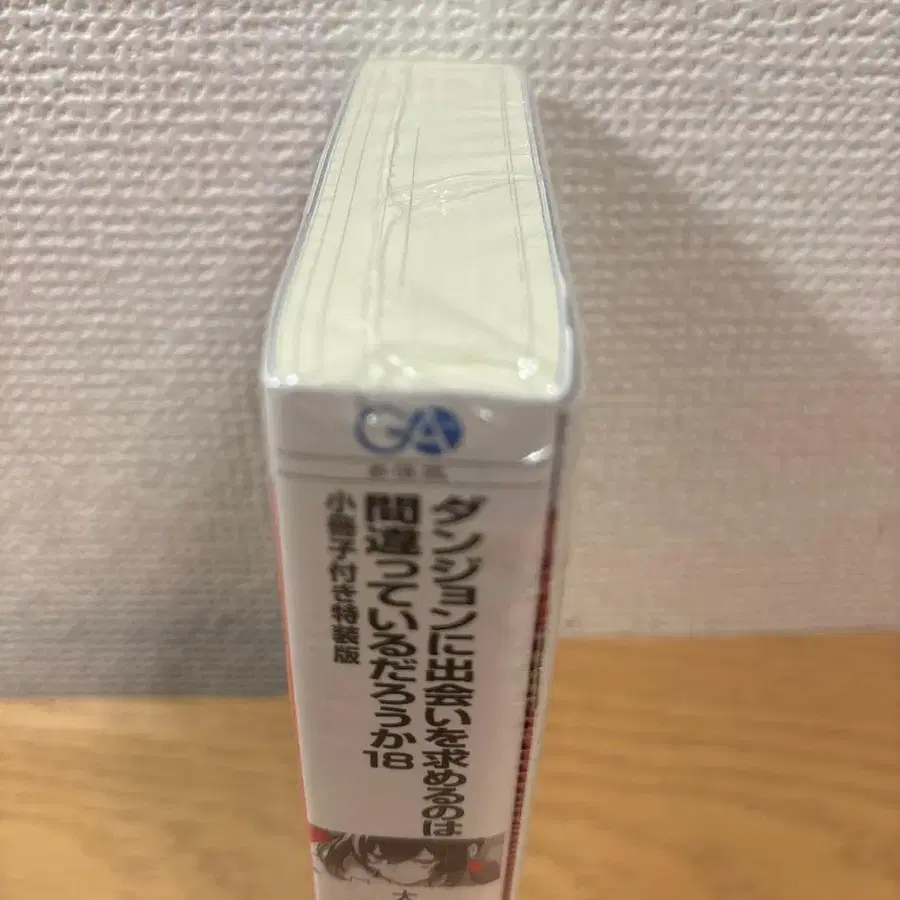 GA
ダンジョンに出会いを求めるのは
間違っているだろうか18
小冊子付き特装版
大